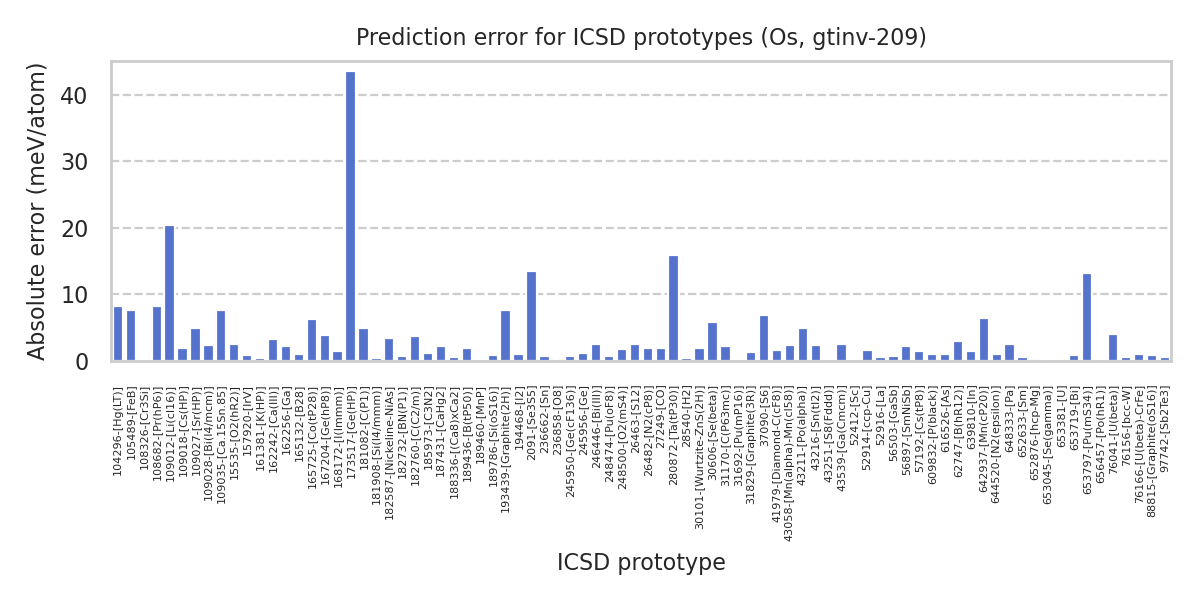 Prediction error for ICSD prototypes (Os, gtinv-209)
Absolute error (meV/atom)
40
30
20
10
0
104296-[Hg(LT)]
105489-[FeB]
108326-[Cr3Si]
108682-[Pr(hP6)]
109012-[Li(cI16)]
109018-[Cs(HP)]
109027-[Sr(HP)]
109028-[Bi(I4/mcm)]
109035-[Ca.15Sn.85]
15535-[O2(hR2)]
157920-[IrV]
161381-[K(HP)]
162242-[Ca(III)]
162256-[Ga]
165132-[B28]
165725-[Co(tP28)]
167204-[Ge(hP8)]
168172-[I(Immm)]
173517-[Ge(HP)]
181082-[C(P1)]
181908-[Si(I4/mmm)]
182587-[Nickeline-NiAs]
182732-[BN(P1)]
182760-[C(C2/m)]
185973-[C3N2]
187431-[CaHg2]
188336-[(Ca8)xCa2]
189436-[B(tP50)]
189460-[MnP]
189786-[Si(oS16)]
193439-[Graphite(2H)]
194468-[I2]
2091-[Se3S5]
236662-[Sn]
236858-[O8]
245950-[Ge(cF136)]
245956-[Ge]
246446-[Bi(III)]
248474-[Pu(oF8)]
248500-[O2(mS4)]
26463-[S12]
26482-[N2(cP8)]
27249-[CO]
28540-[H2]
280872-[Ta(tP30)]
30101-[Wurtzite-ZnS(2H)]
30606-[Se(beta)]
31170-[C(P63mc)]
31692-[Pu(mP16)]
31829-[Graphite(3R)]
37090-[S6]
41979-[Diamond-C(cF8)]
43058-[Mn(alpha)-Mn(cI58)]
43211-[Po(alpha)]
43216-[Sn(tI2)]
43251-[S8(Fddd)]
43539-[Ga(Cmcm)]
52412-[Sc]
52914-[ccp-Cu]
52916-[La]
56503-[GaSb]
56897-[SmNiSb]
57192-[Cs(tP8)]
609832-[P(black)]
616526-[As]
62747-[B(hR12)]
639810-[In]
642937-[Mn(cP20)]
644520-[N2(epsilon)]
648333-[Pa]
652633-[Sm]
652876-[hcp-Mg]
653045-[Se(gamma)]
653381-[U]
653719-[Bi]
653797-[Pu(mS34)]
656457-[Po(hR1)]
76041-[U(beta)]
76156-[bcc-W]
76166-[U(beta)-CrFe]
88815-[Graphite(oS16)]
97742-[Sb2Te3]
ICSD prototype